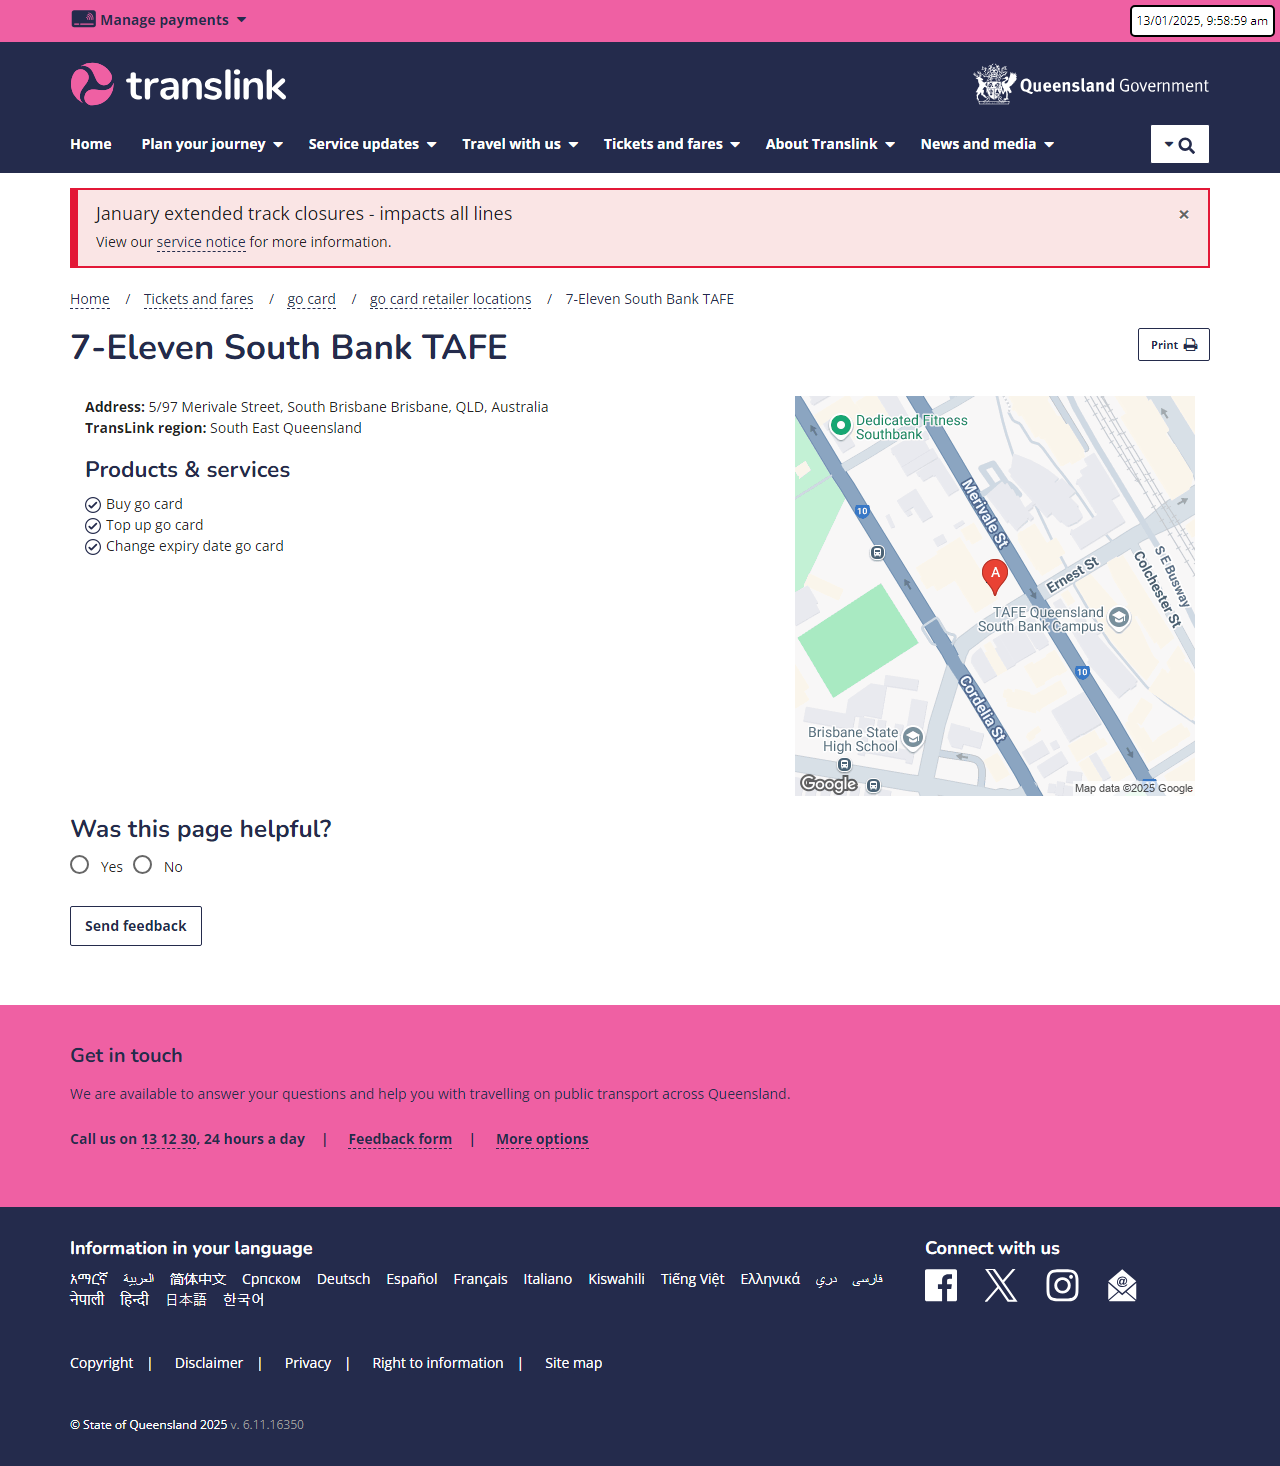 Manage payments
13/01/2025, 9:58:59 am
translink
Queensland Government
Home Plan your journey Service updates Travel with us Tickets and fares About Translink News and media
January extended track closures - impacts all lines
×
View our service notice for more information.
Home / Tickets and fares / go card / go card retailer locations / 7-Eleven South Bank TAFE
7-Eleven South Bank TAFE
Print
Address: 5/97 Merivale Street, South Brisbane Brisbane, QLD, Australia
TransLink region: South East Queensland
Products & services
Buy go card
Top up go card
Change expiry date go card
Dedicated Fitness
Southbank
Merivale St
10
A
Ernest St
S E Busway
Colchester St
TAFE Queensland
South Bank Campus
10
Cordelia St
Brisbane State
High School
Google
Map data ©2025 Google
Was this page helpful?
Yes No
Send feedback
Get in touch
We are available to answer your questions and help you with travelling on public transport across Queensland.
Call us on 13 12 30, 24 hours a day | Feedback form | More options
Information in your language
አማርኛ العربية 简体中文 Српском Deutsch Español Français Italiano Kiswahili Tiếng Việt Ελληνικά دري فارسی
नेपाली हिन्दी 日本語 한국어
Connect with us
Copyright | Disclaimer | Privacy | Right to information | Site map
© State of Queensland 2025 v. 6.11.16350